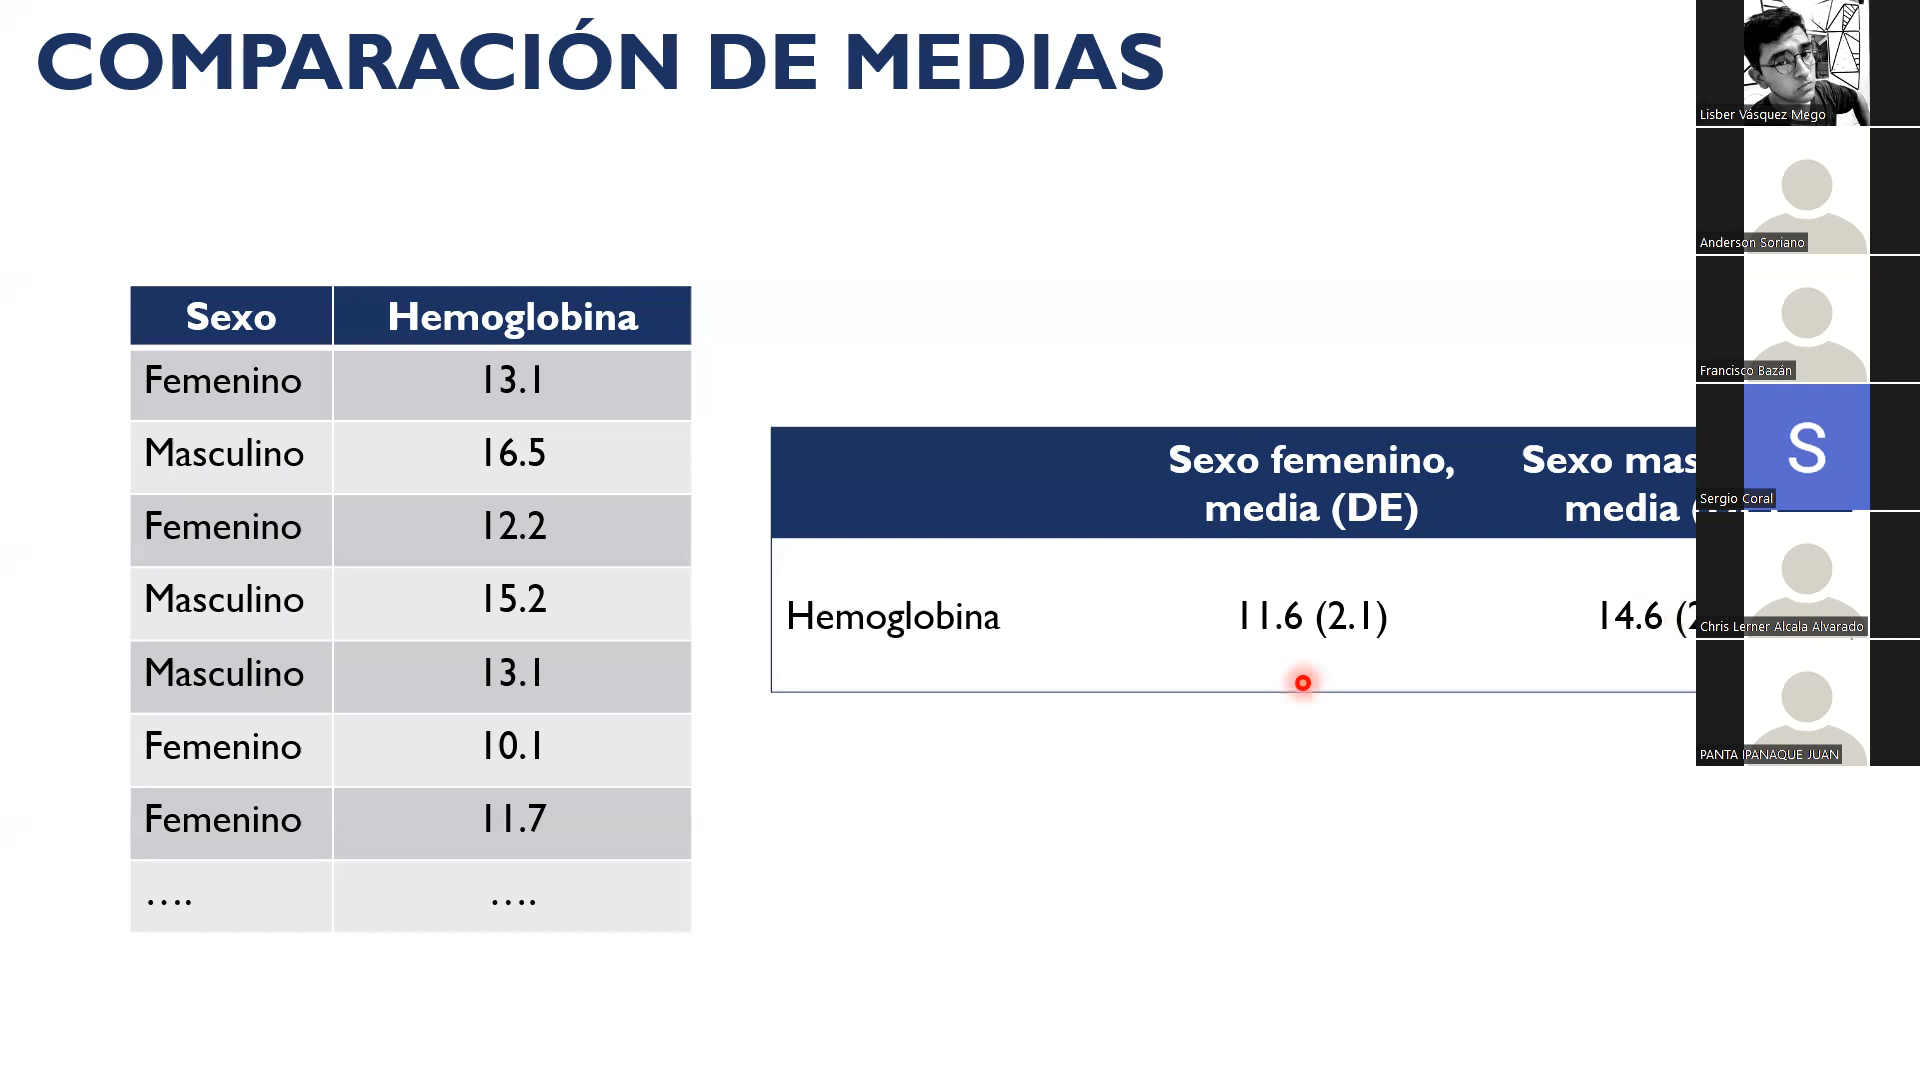 COMPARACIÓN DE MEDIAS
Sexo Hemoglobina
Femenino 13.1
Masculino 16.5
Femenino 12.2
Masculino 15.2
Masculino 13.1
Femenino 10.1
Femenino 11.7
.... ....
Sexo femenino, media (DE) Sexo mas
media
Hemoglobina 11.6 (2.1) 14.6 (2
Lisber Vásquez Mego
Anderson Soriano
Francisco Bazán
S
Sergio Coral
Chris Lerner Alcala Alvarado
PANTA IPANAQUE JUAN